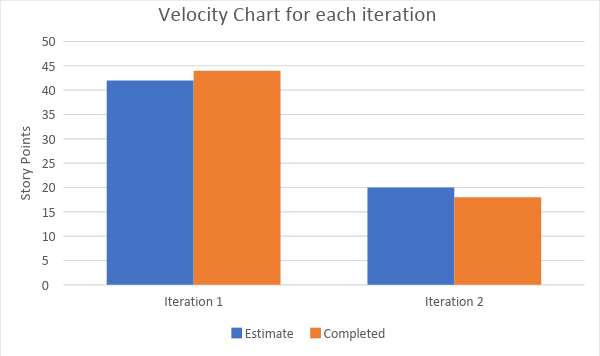 Velocity Chart for each iteration
50
45
40
35
30
25
20
15
10
5
0
Story Points
Iteration 1
Iteration 2
Estimate
Completed